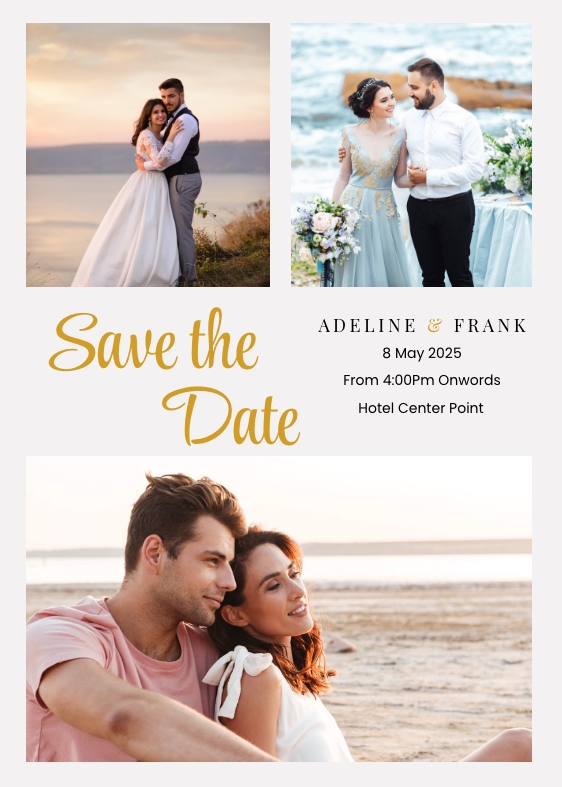 Save the
Date
ADELINE & FRANK
8 May 2025
From 4:00Pm Onwords
Hotel Center Point